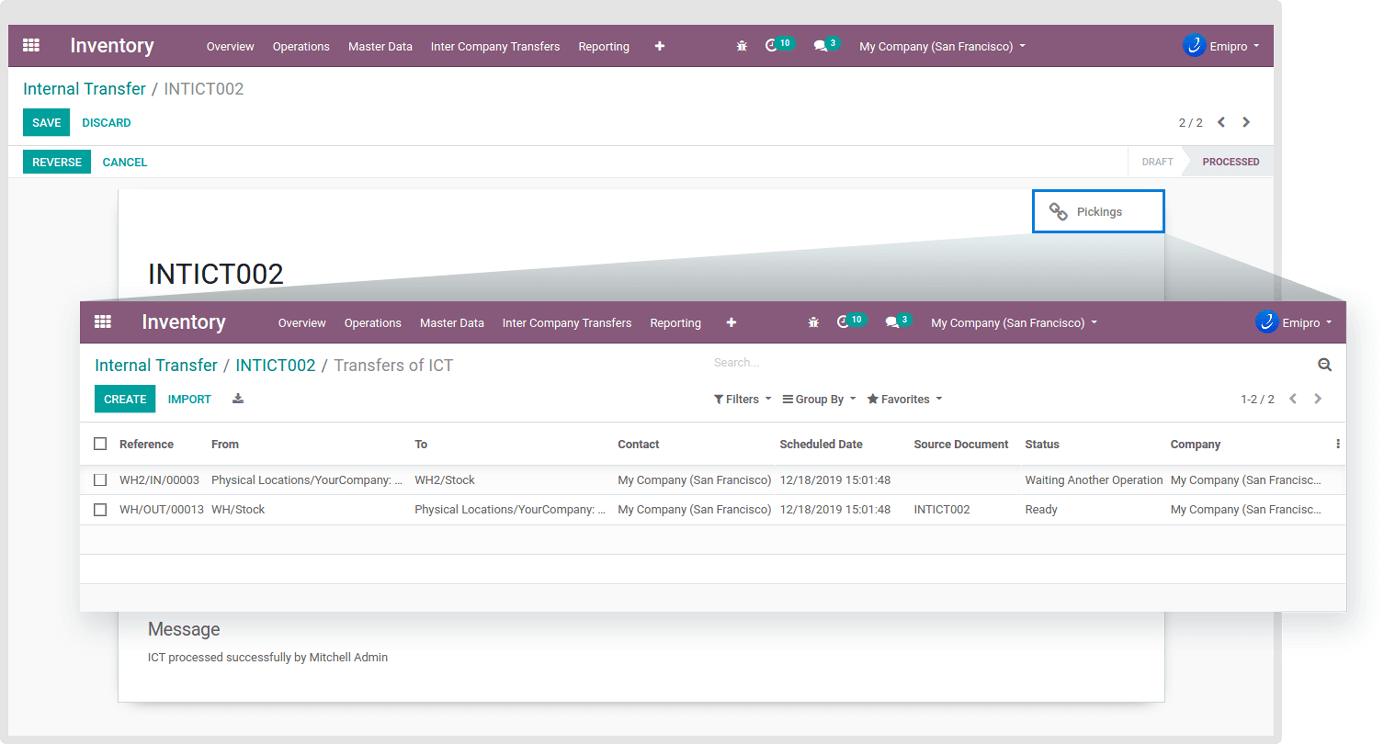 Inventory Overview Operations Master Data Inter Company Transfers Reporting 10 3 My Company (San Francisco) Emipro
Internal Transfer / INTICT002
SAVE DISCARD 2 / 2
REVERSE CANCEL DRAFT PROCESSED
Pickings
INTICT002
Inventory Overview Operations Master Data Inter Company Transfers Reporting 10 3 My Company (San Francisco) Emipro
Internal Transfer / INTICT002 / Transfers of ICT Search...
CREATE IMPORT Filters Group By Favorites 1-2 / 2
Reference From To Contact Scheduled Date Source Document Status Company
WH2/IN/00003 Physical Locations/YourCompany: ... WH2/Stock My Company (San Francisco) 12/18/2019 15:01:48 Waiting Another Operation My Company (San Francisc...
WH/OUT/00013 WH/Stock Physical Locations/YourCompany: ... My Company (San Francisco) 12/18/2019 15:01:48 INTICT002 Ready My Company (San Francisc...
Message
ICT processed successfully by Mitchell Admin